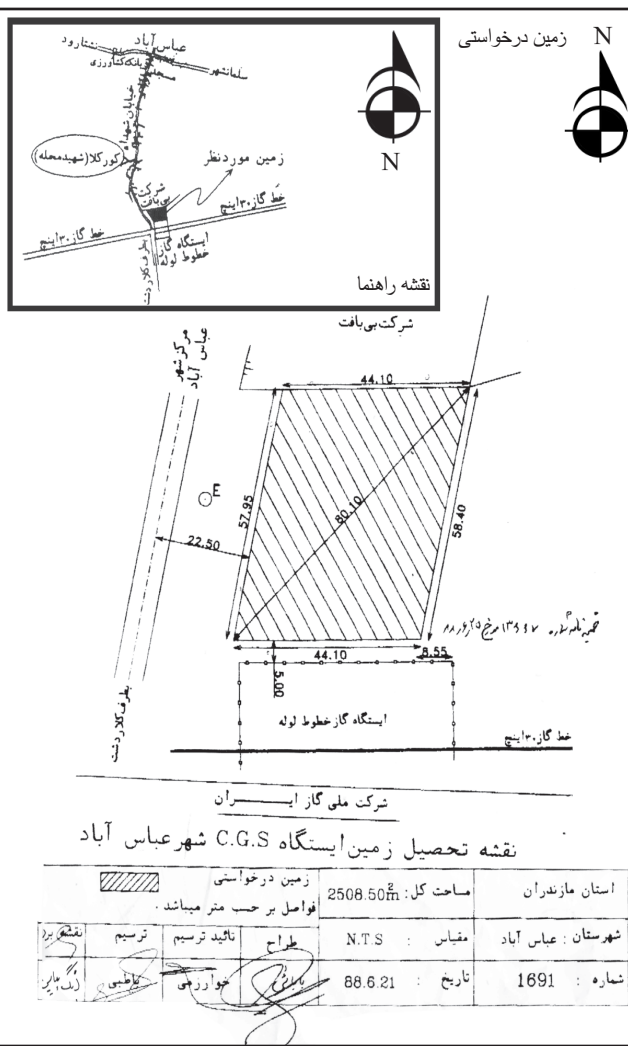 زمین درخواستی
N
نشتارود
عباس آباد
بانک کشاورزی
سلمانشهر
خیابان شهدا
کورکلا(شهیدمحله)
زمین موردنظر
شرکت بی‌بافت
خط گاز ۳۰ اینچ
خط گاز ۳۰ اینچ
ایستگاه گاز
خطوط لوله
بطرف کلاردشت
N
نقشه راهنما
شرکت بی‌بافت
مرکز شهر
عباس آباد
44.10
E
57.95
80.10
58.40
22.50
44.10
8.55
5.00
ایستگاه گاز خطوط لوله
خط گاز ۳۰ اینچ
بطرف کلاردشت
شرکت ملی گاز ایـــــران
نقشه تحصیل زمین ایستگاه C.G.S شهر عباس آباد
استان مازندران
مساحت کل : 2508.50m²
زمین درخواستی
فواصل بر حسب متر میباشد .
شهرستان : عباس آباد
مقیاس : N.T.S
طراح
تائید ترسیم
ترسیم
شماره : 1691
تاریخ : 88.6.21
خوارزمی